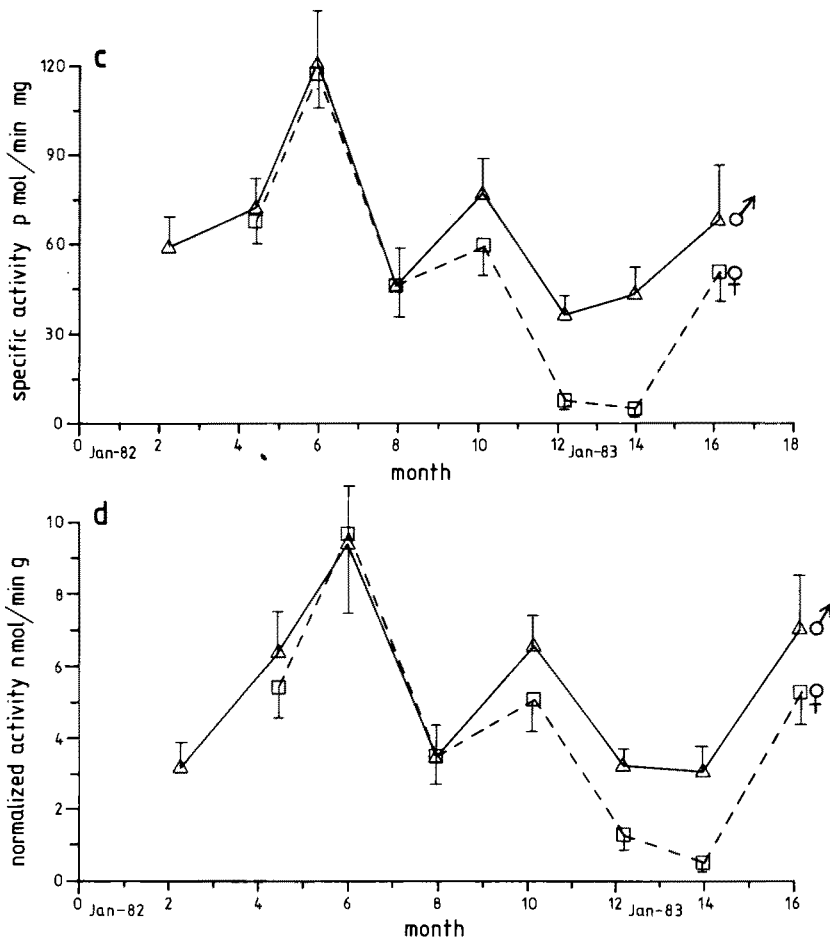 c
specific activity p mol/min mg
120
90
60
30
0
♂
♀
0 Jan-82 2 4 6 8 10 12 Jan-83 14 16 18
month
d
normalized activity nmol/min g
10
8
6
4
2
0
♂
♀
Jan-82 2 4 6 8 10 12 Jan-83 14 16
month